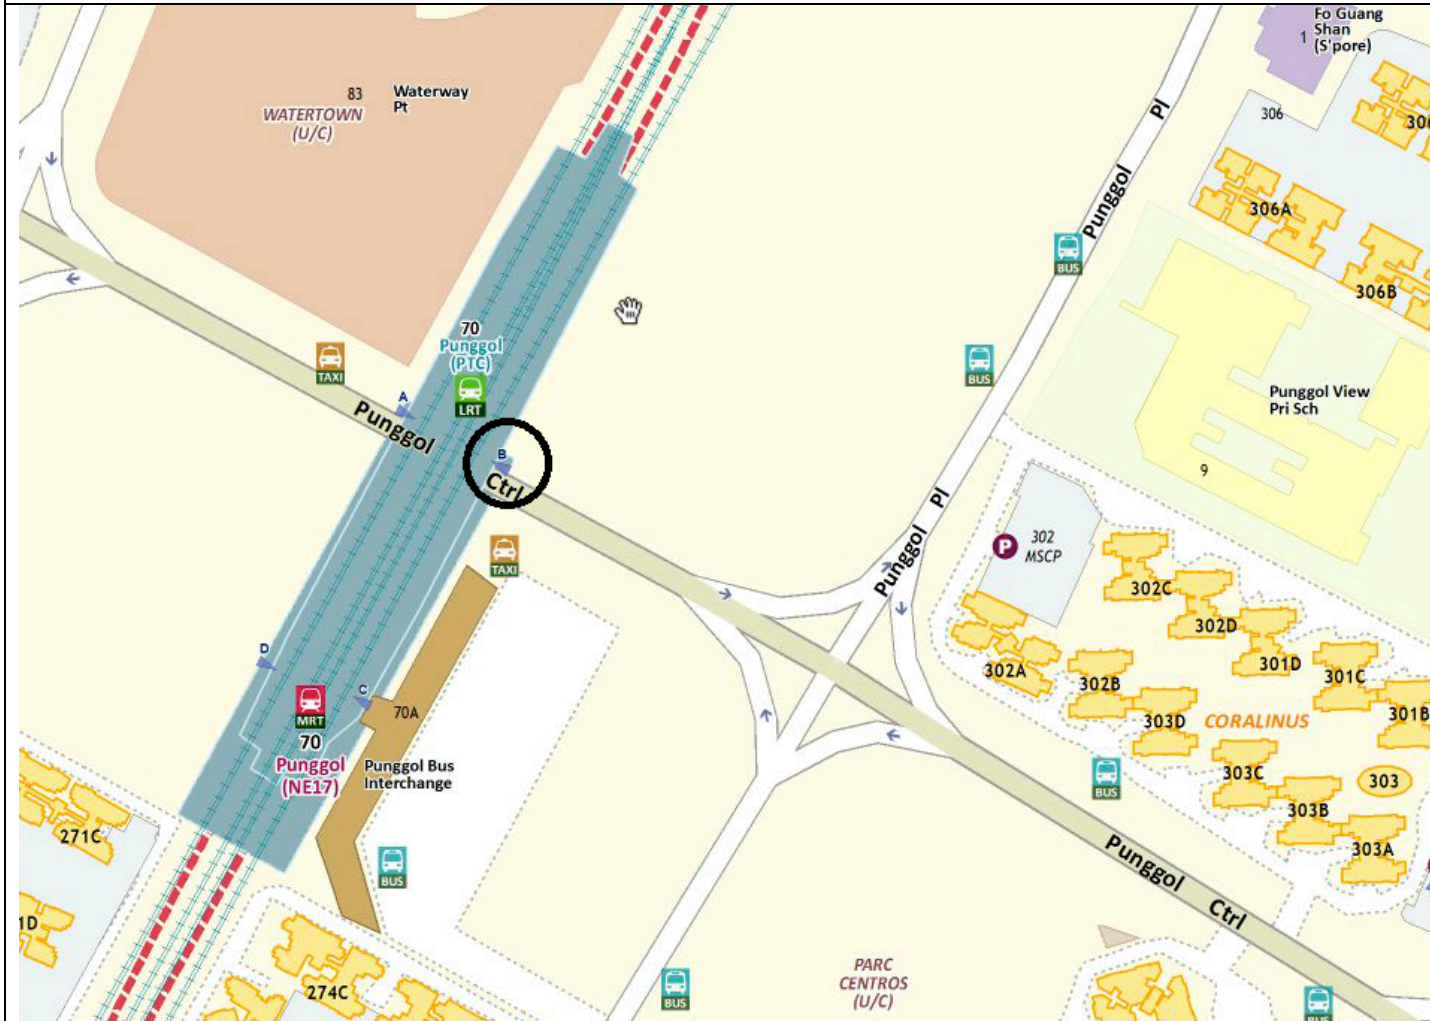 Fo Guang
Shan
(S'pore)
1
83
Waterway
Pt
WATERTOWN
(U/C)
306
306A
306B
Punggol Pl
BUS
BUS
70
Punggol
(PTC)
LRT
TAXI
A
B
Punggol Ctrl
Punggol View
Pri Sch
9
TAXI
P
302
MSCP
Punggol Pl
302C
302D
301D
301C
301B
302A
302B
303D
CORALINUS
303C
303
303B
303A
D
C
MRT
70
Punggol
(NE17)
70A
Punggol Bus
Interchange
BUS
BUS
271C
1D
274C
Punggol Ctrl
PARC
CENTROS
(U/C)
BUS
BUS